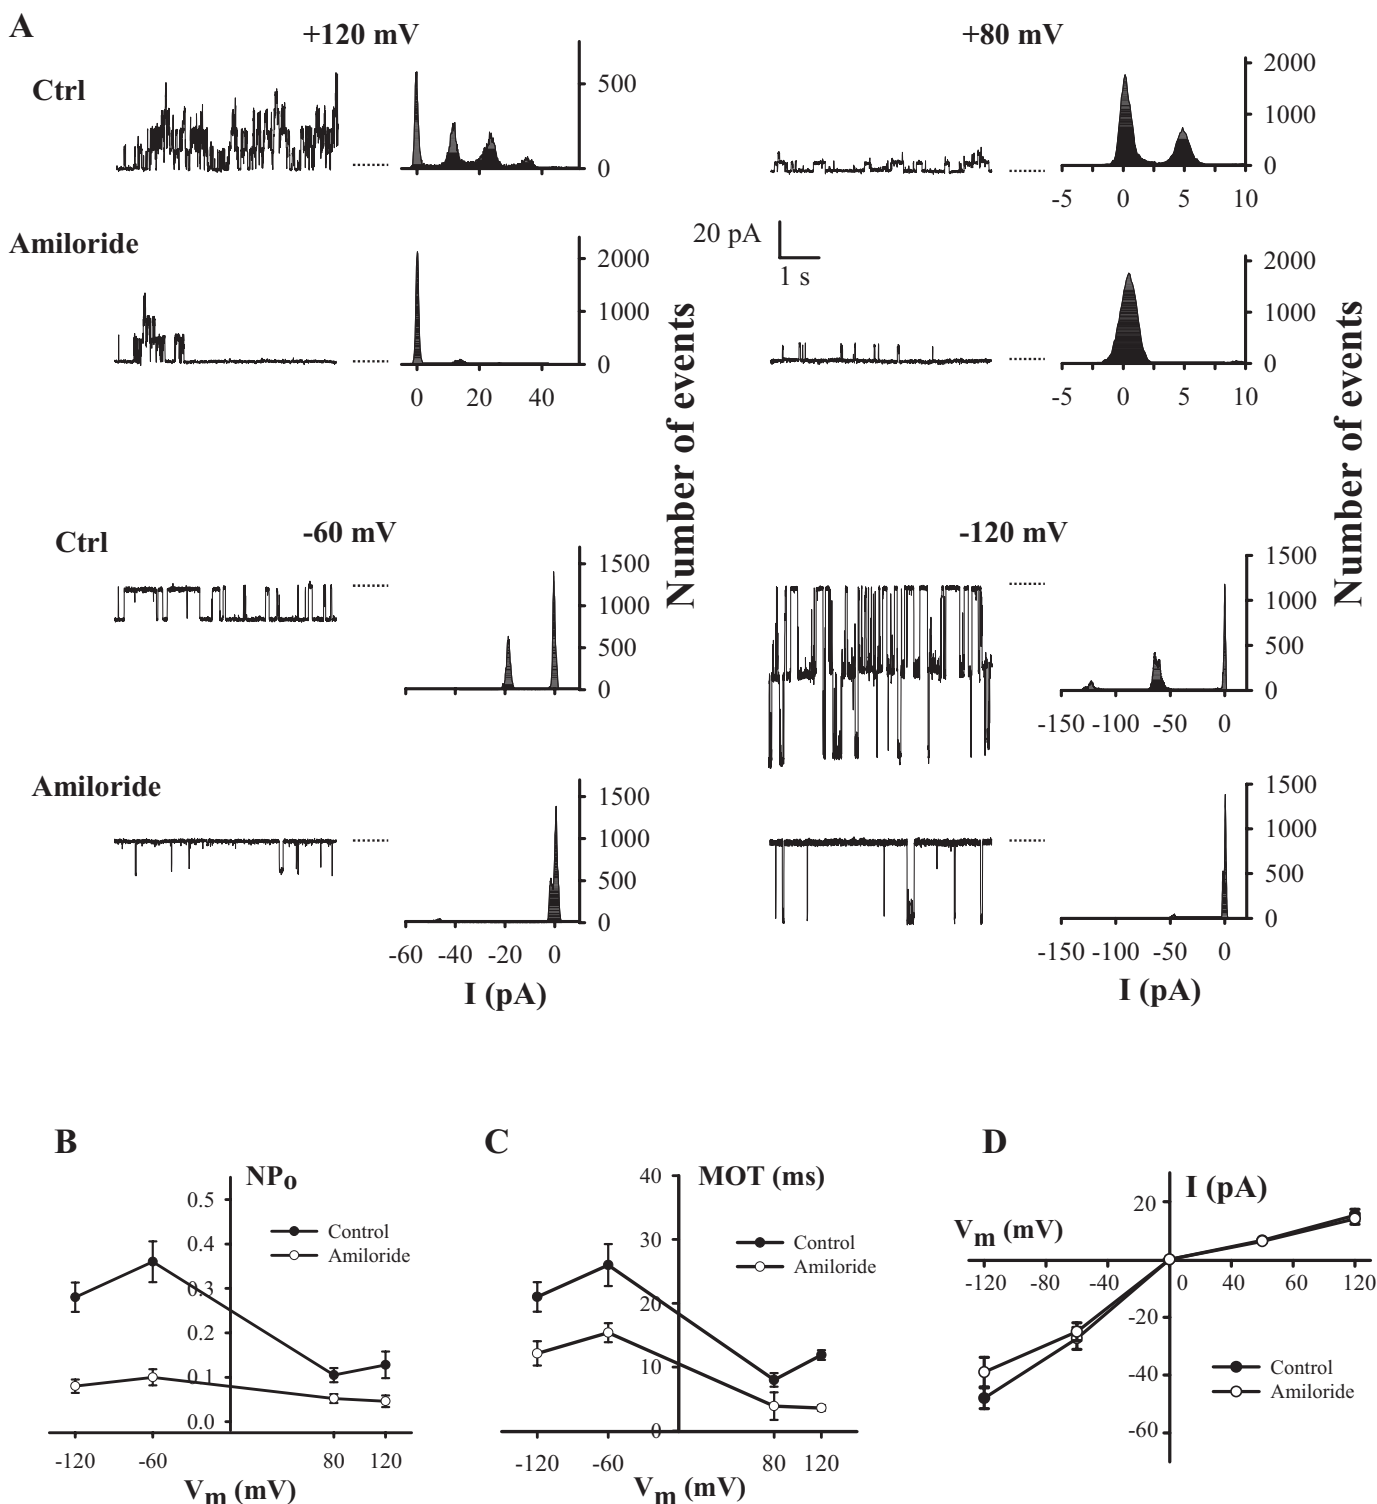 A
+120 mV
+80 mV
Ctrl
500
0
2000
1000
0
-5 0 5 10
Amiloride
2000
1000
0
0 20 40
20 pA
1 s
2000
1000
0
-5 0 5 10
Number of events
Number of events
-60 mV
-120 mV
Ctrl
1500
1000
500
0
1500
1000
500
0
-150 -100 -50 0
Amiloride
1500
1000
500
0
-60 -40 -20 0
I (pA)
1500
1000
500
0
-150 -100 -50 0
I (pA)
B
NPo
0.5
0.4
0.3
0.2
0.1
0.0
Control
Amiloride
-120 -60 80 120
Vm (mV)
C
MOT (ms)
40
30
20
10
0
Control
Amiloride
-120 -60 80 120
Vm (mV)
D
I (pA)
Vm (mV)
20
-120 -80 -40 0 40 60 120
-20
-40
-60
Control
Amiloride